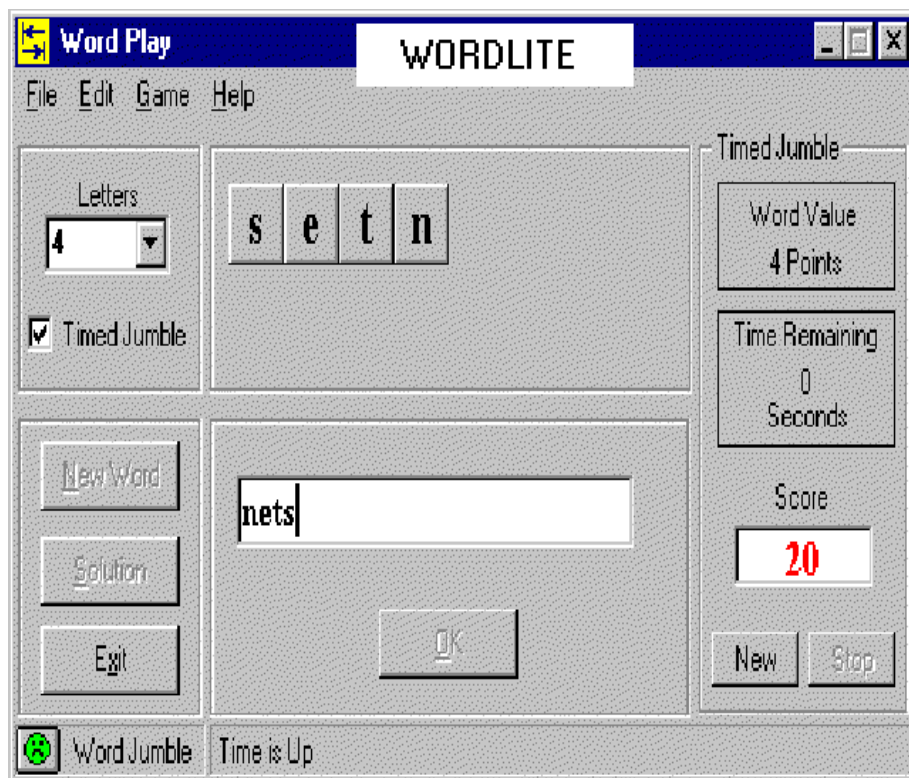 Word Play
WORDLITE
File Edit Game Help
Letters
4
Timed Jumble
s e t n
Timed Jumble
Word Value
4 Points
Time Remaining
0
Seconds
New Word
Solution
Exit
nets
OK
Score
20
New Stop
Word Jumble Time is Up